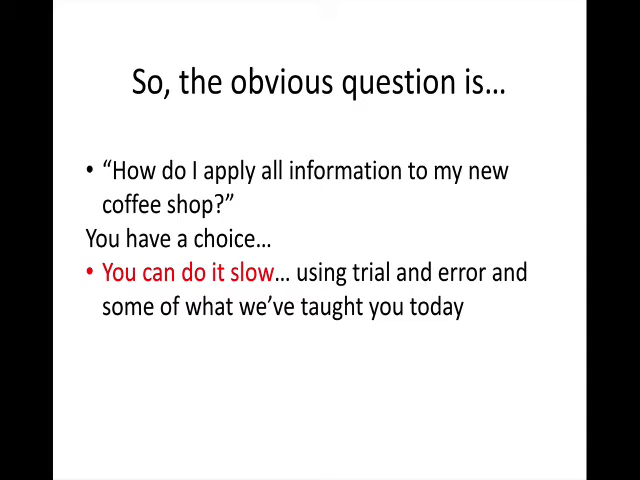 So, the obvious question is…
• “How do I apply all information to my new
coffee shop?”
You have a choice…
• You can do it slow… using trial and error and
some of what we’ve taught you today